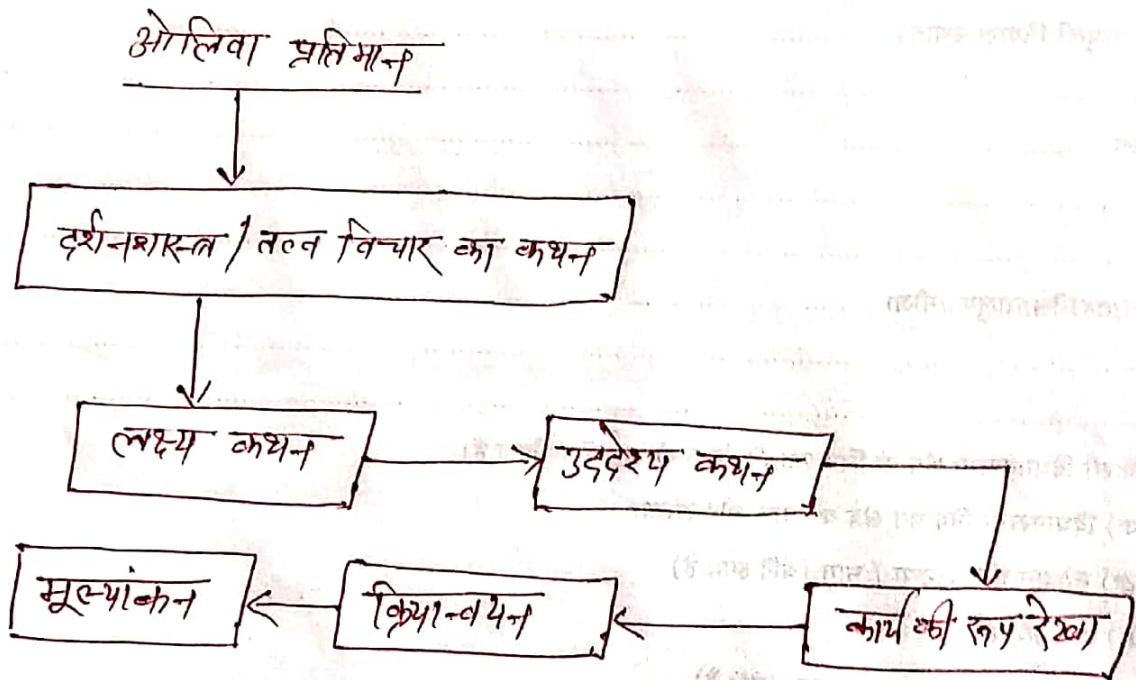 ओलिवा प्रतिमान
दर्शनशास्त्र / तत्व विचार का कथन
लक्ष्य कथन
उद्देश्य कथन
कार्य की रूप रेखा
क्रियान्वयन
मूल्यांकन